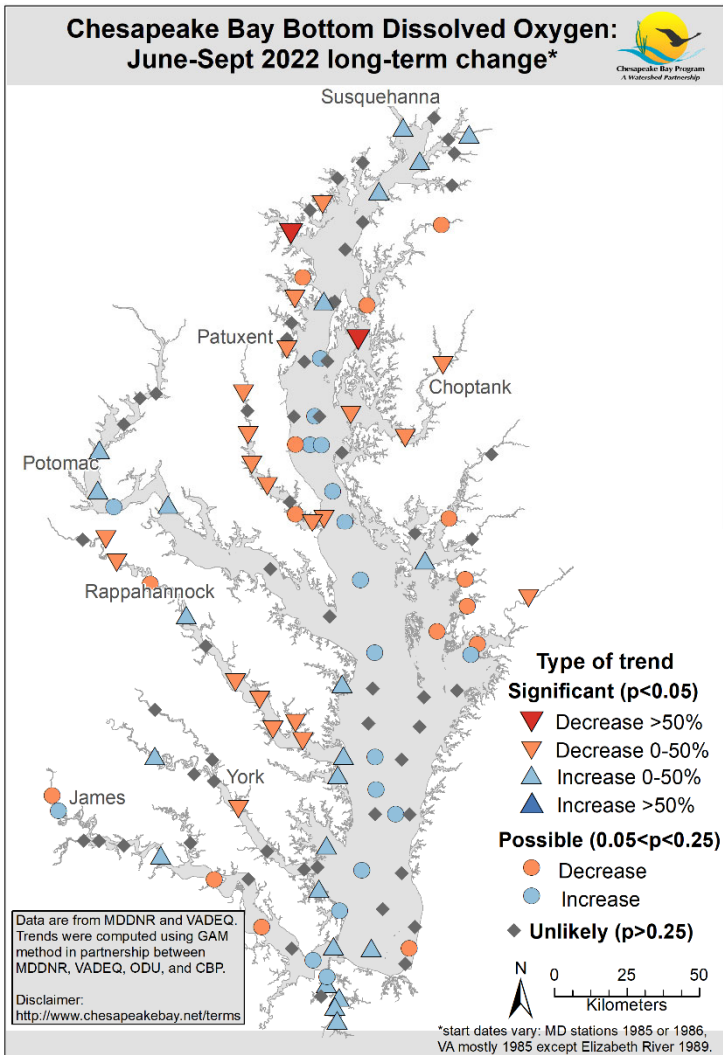 Chesapeake Bay Bottom Dissolved Oxygen:
June-Sept 2022 long-term change*
Chesapeake Bay Program
A Watershed Partnership
Susquehanna
Patuxent
Choptank
Potomac
Rappahannock
York
James
Type of trend
Significant (p<0.05)
Decrease >50%
Decrease 0-50%
Increase 0-50%
Increase >50%
Possible (0.05<p<0.25)
Decrease
Increase
Unlikely (p>0.25)
Data are from MDDNR and VADEQ.
Trends were computed using GAM
method in partnership between
MDDNR, VADEQ, ODU, and CBP.
Disclaimer:
http://www.chesapeakebay.net/terms
N
0 25 50
Kilometers
*start dates vary: MD stations 1985 or 1986,
VA mostly 1985 except Elizabeth River 1989.